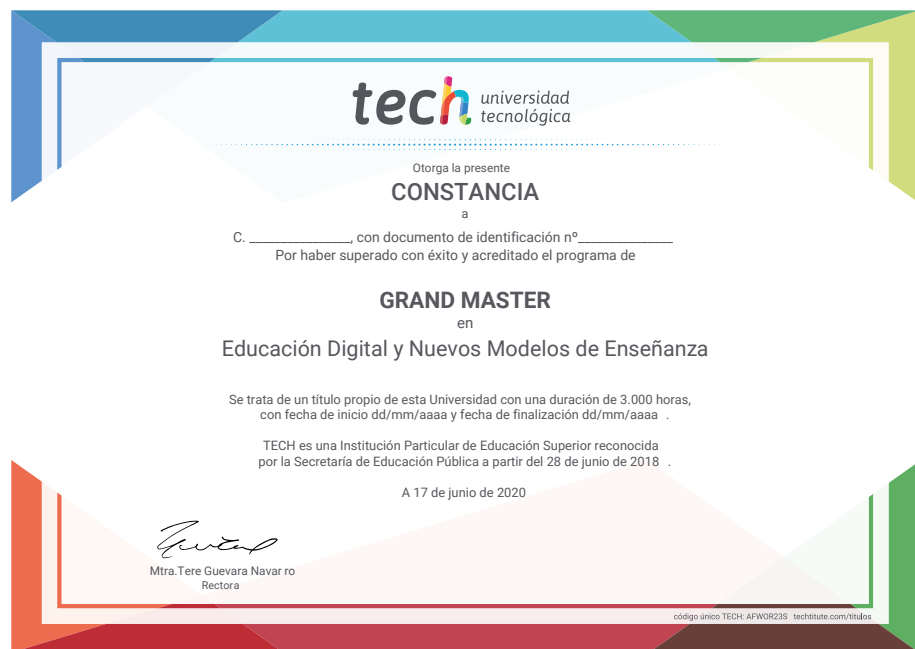 tech universidad
tecnológica
Otorga la presente
CONSTANCIA
a
C. ________________, con documento de identificación nº_______________
Por haber superado con éxito y acreditado el programa de
GRAND MASTER
en
Educación Digital y Nuevos Modelos de Enseñanza
Se trata de un título propio de esta Universidad con una duración de 3.000 horas,
con fecha de inicio dd/mm/aaaa y fecha de finalización dd/mm/aaaa .
TECH es una Institución Particular de Educación Superior reconocida
por la Secretaría de Educación Pública a partir del 28 de junio de 2018 .
A 17 de junio de 2020
Mtra.Tere Guevara Navar ro
Rectora
código único TECH: AFWOR23S techtitute.com/titulos